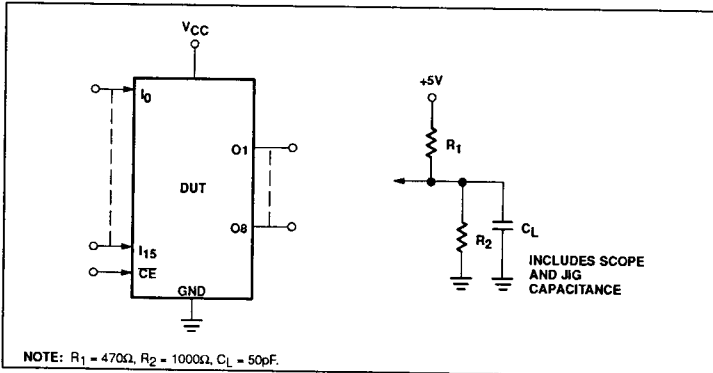 VCC
I0
O1
DUT
O8
I15
CE
GND
+5V
R1
R2
CL
INCLUDES SCOPE
AND JIG
CAPACITANCE
NOTE: R1 = 470Ω, R2 = 1000Ω, CL = 50pF.